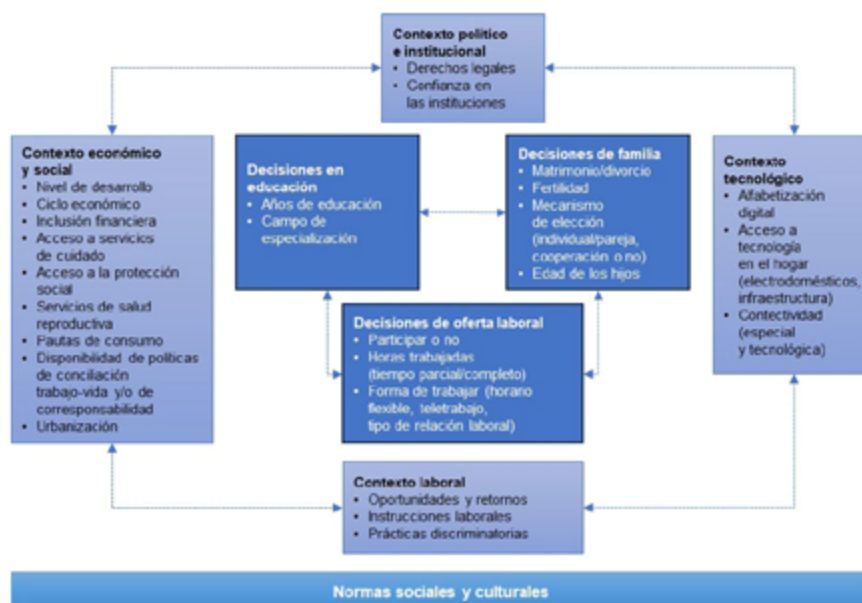 Contexto político
e institucional
• Derechos legales
• Confianza en
las instituciones
Contexto económico
y social
• Nivel de desarrollo
• Ciclo económico
• Inclusión financiera
• Acceso a servicios
de cuidado
• Acceso a la protección
social
• Servicios de salud
reproductiva
• Pautas de consumo
• Disponibilidad de políticas
de conciliación
trabajo-vida y/o de
corresponsabilidad
• Urbanización
Decisiones en
educación
• Años de educación
• Campo de
especialización
Decisiones de familia
• Matrimonio/divorcio
• Fertilidad
• Mecanismo
de elección
(individual/pareja,
cooperación o no)
• Edad de los hijos
Contexto
tecnológico
• Alfabetización
digital
• Acceso a
tecnología
en el hogar
(electrodomésticos,
infraestructura)
• Contectividad
(especial
y tecnológica)
Decisiones de oferta laboral
• Participar o no
• Horas trabajadas
(tiempo parcial/completo)
• Forma de trabajar (horario
flexible, teletrabajo,
tipo de relación laboral)
Contexto laboral
• Oportunidades y retornos
• Instrucciones laborales
• Prácticas discriminatorias
Normas sociales y culturales